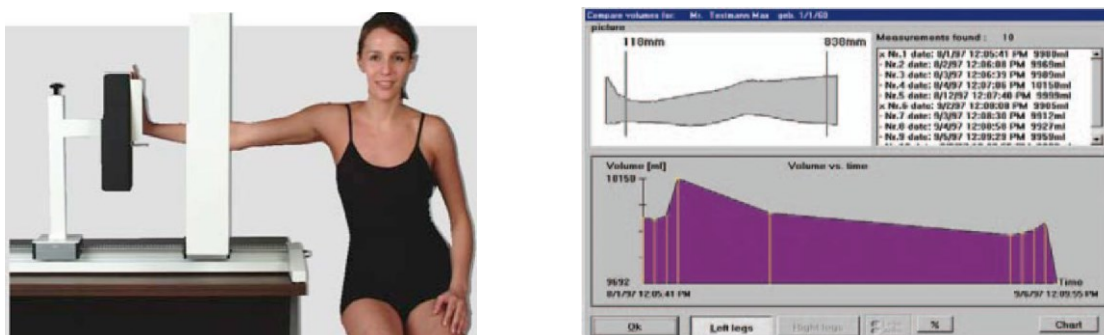 Compare volumes for: Mr. Testmann Max geb. 1/1/60
picture
110mm
830mm
Measurements found : 10
x Nr.1 date: 8/1/97 12:05:41 PM 9980ml
- Nr.2 date: 8/2/97 12:06:08 PM 9969ml
- Nr.3 date: 8/3/97 12:06:39 PM 9989ml
- Nr.4 date: 8/4/97 12:07:06 PM 10150ml
- Nr.5 date: 8/12/97 12:07:40 PM 9999ml
x Nr.6 date: 9/2/97 12:08:08 PM 9905ml
- Nr.7 date: 9/3/97 12:08:30 PM 9912ml
- Nr.8 date: 9/4/97 12:08:50 PM 9927ml
- Nr.9 date: 9/5/97 12:09:29 PM 9959ml
Volume [ml]
Volume vs. time
10150
9692
Time
8/1/97 12:05:41 PM
9/6/97 12:09:55 PM
Ok
Left legs
Right legs
%
Chart